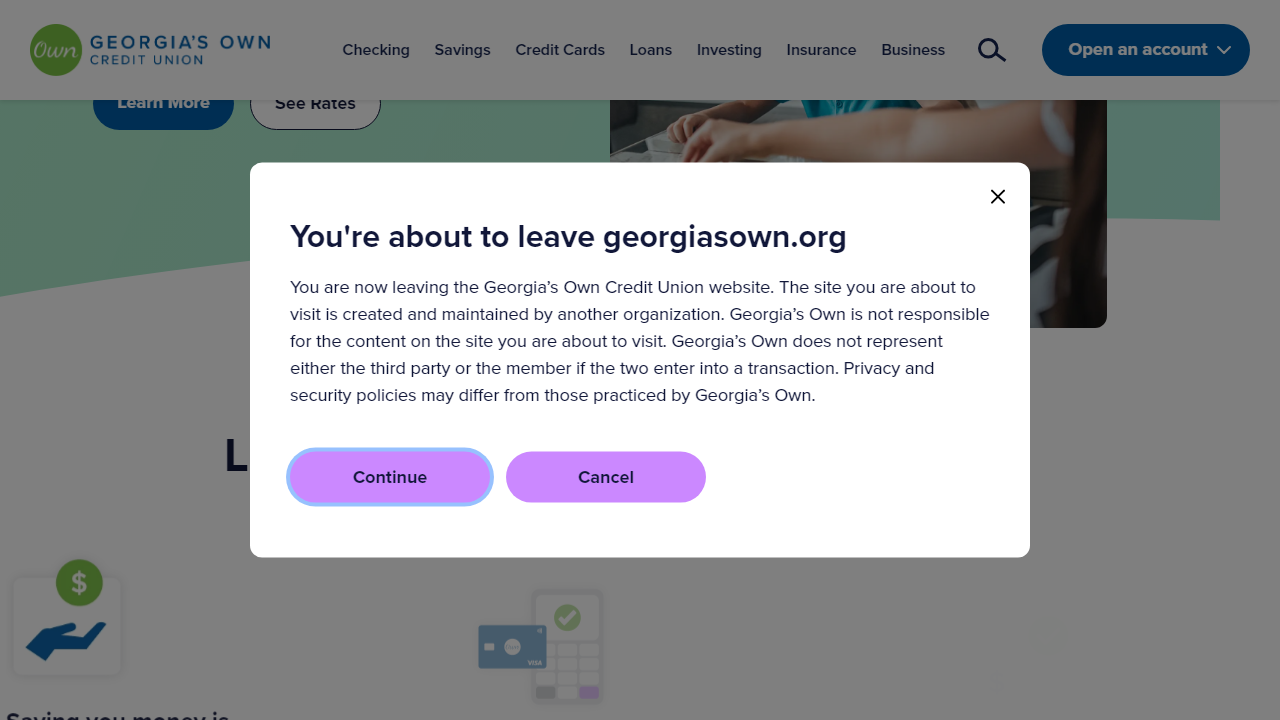 Own GEORGIA'S OWN
CREDIT UNION
Checking Savings Credit Cards Loans Investing Insurance Business Open an account
Learn More See Rates
You're about to leave georgiasown.org
You are now leaving the Georgia’s Own Credit Union website. The site you are about to
visit is created and maintained by another organization. Georgia’s Own is not responsible
for the content on the site you are about to visit. Georgia’s Own does not represent
either the third party or the member if the two enter into a transaction. Privacy and
security policies may differ from those practiced by Georgia’s Own.
L
Continue Cancel
$
VISA
Saving you money is